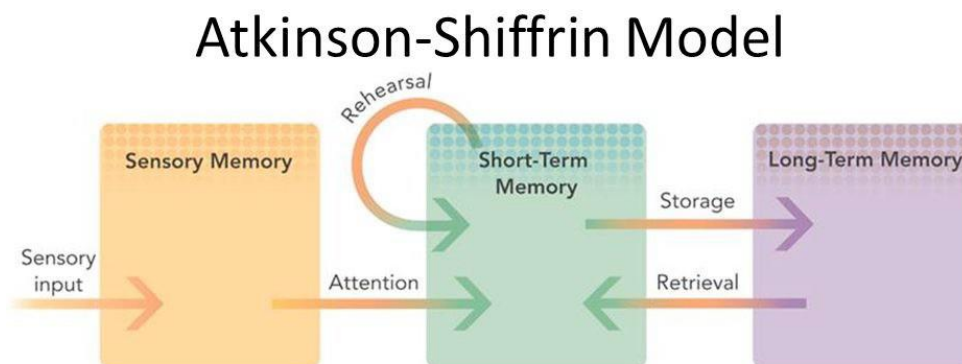 Atkinson-Shiffrin Model
Rehearsal
Sensory Memory
Short-Term
Memory
Long-Term Memory
Storage
Sensory
input
Attention
Retrieval